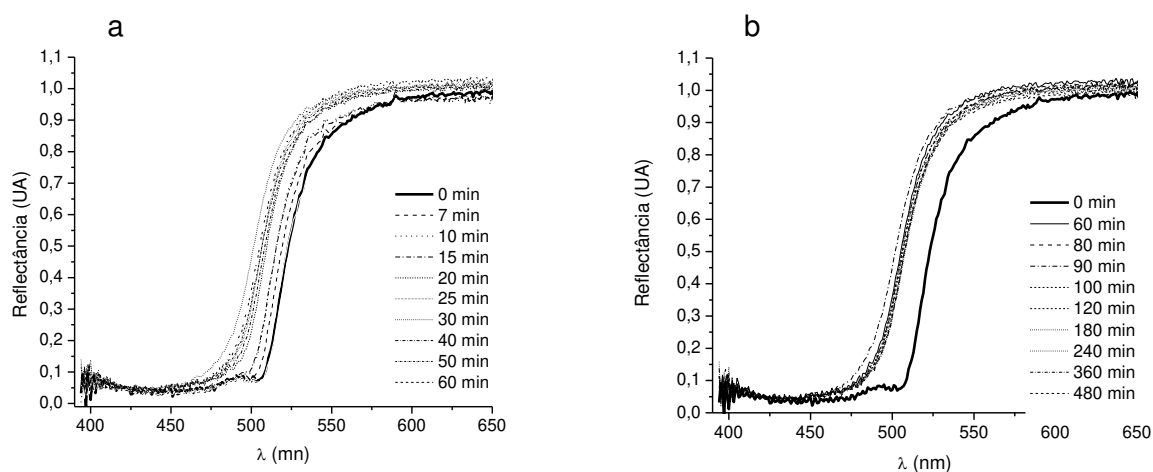 a
1,1
1,0
0,9
0,8
0,7
0,6
0,5
0,4
0,3
0,2
0,1
0,0
Reflectância (UA)
0 min
7 min
10 min
15 min
20 min
25 min
30 min
40 min
50 min
60 min
400 450 500 550 600 650
λ (mn)
b
1,1
1,0
0,9
0,8
0,7
0,6
0,5
0,4
0,3
0,2
0,1
0,0
Reflectância (UA)
0 min
60 min
80 min
90 min
100 min
120 min
180 min
240 min
360 min
480 min
400 450 500 550 600 650
λ (nm)